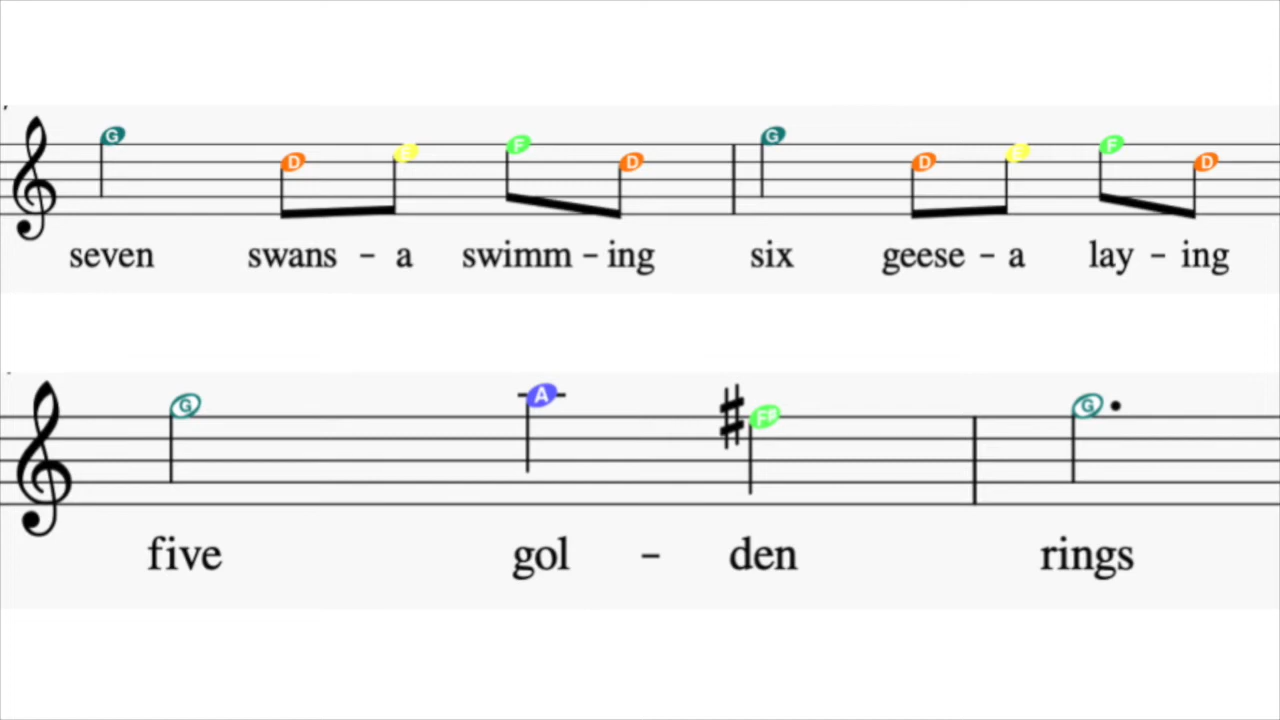 G D E F D G D E F D
seven swans - a swimm - ing six geese - a lay - ing
G A F# G
five gol - den rings